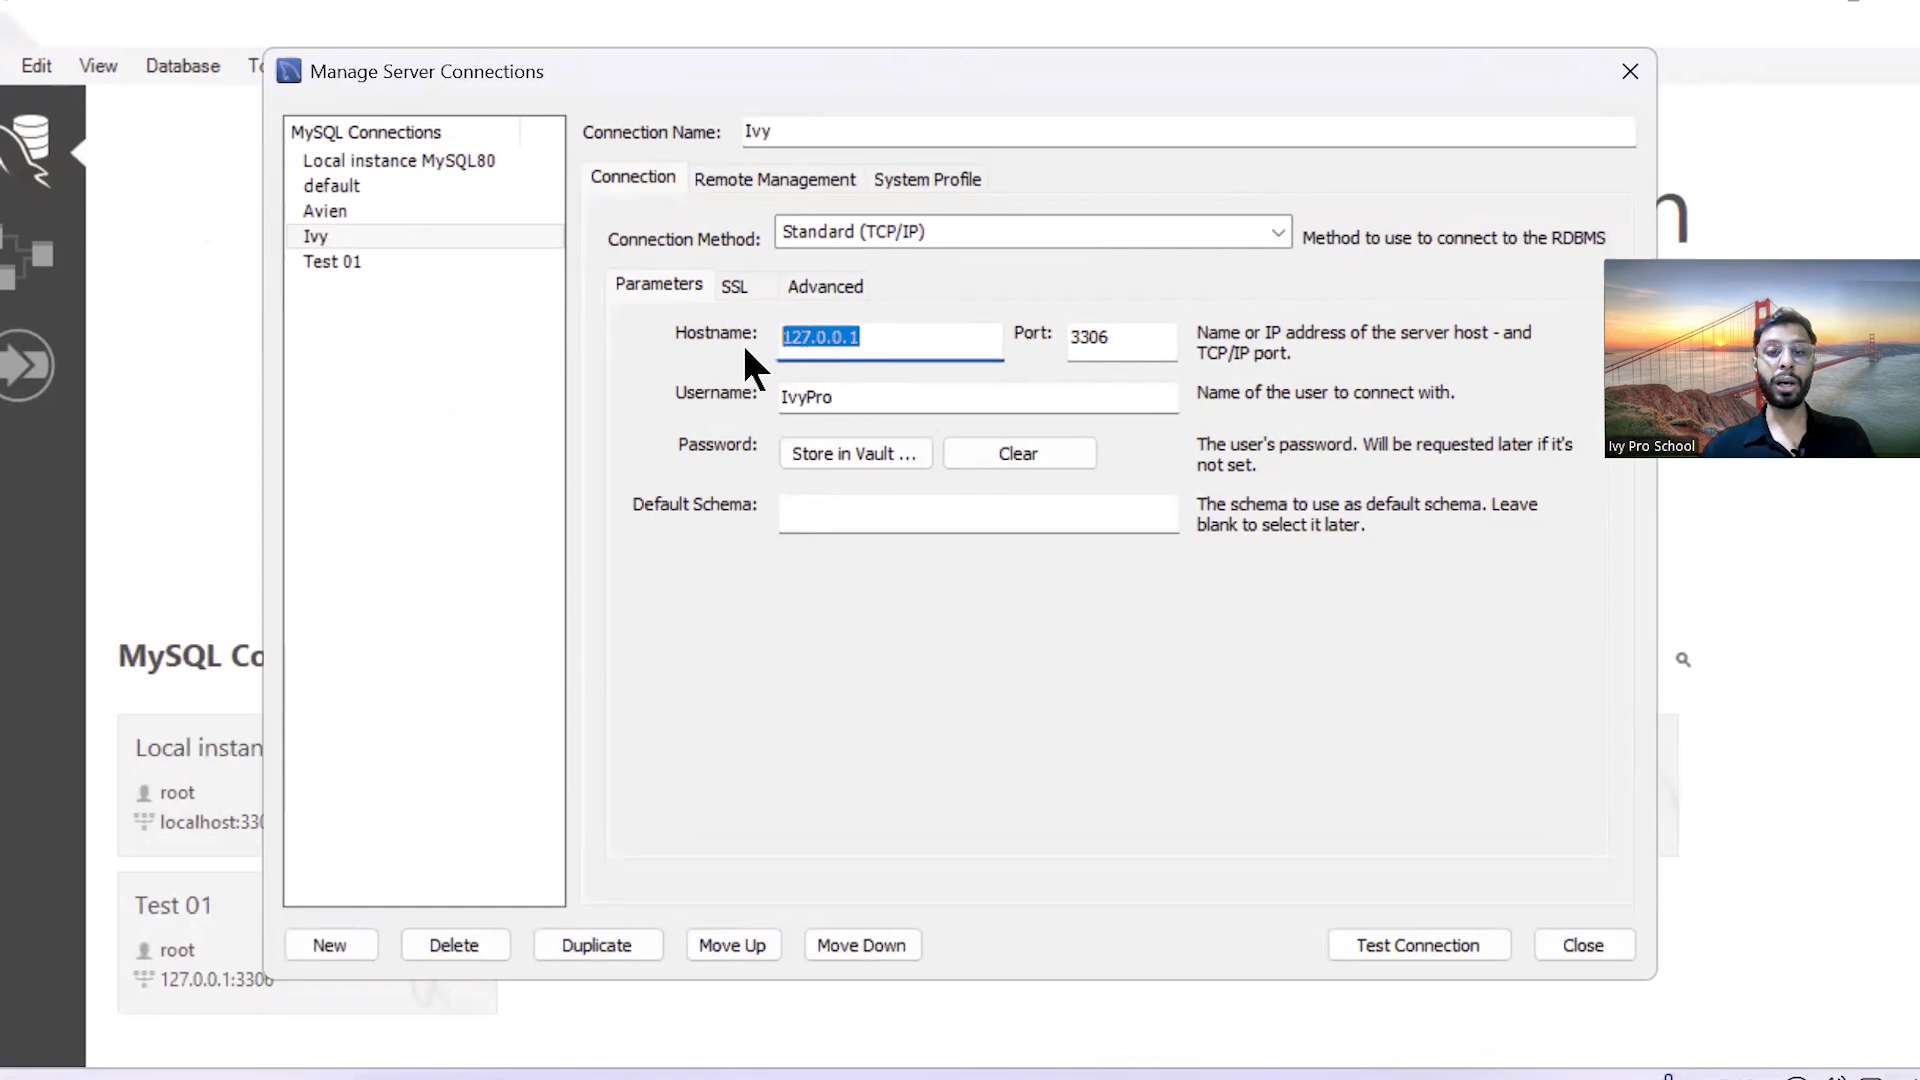 Edit View Database
Manage Server Connections
MySQL Connections
Local instance MySQL80
default
Avien
Ivy
Test 01
Connection Name: Ivy
Connection Remote Management System Profile
Connection Method: Standard (TCP/IP) Method to use to connect to the RDBMS
Parameters SSL Advanced
Hostname: 127.0.0.1 Port: 3306 Name or IP address of the server host - and
TCP/IP port.
Username: IvyPro Name of the user to connect with.
Password: Store in Vault ... Clear The user's password. Will be requested later if it's
not set.
Default Schema: The schema to use as default schema. Leave
blank to select it later.
Ivy Pro School
MySQL Co
Local instan
root
localhost:330
Test 01
root
127.0.0.1:3306
New Delete Duplicate Move Up Move Down Test Connection Close